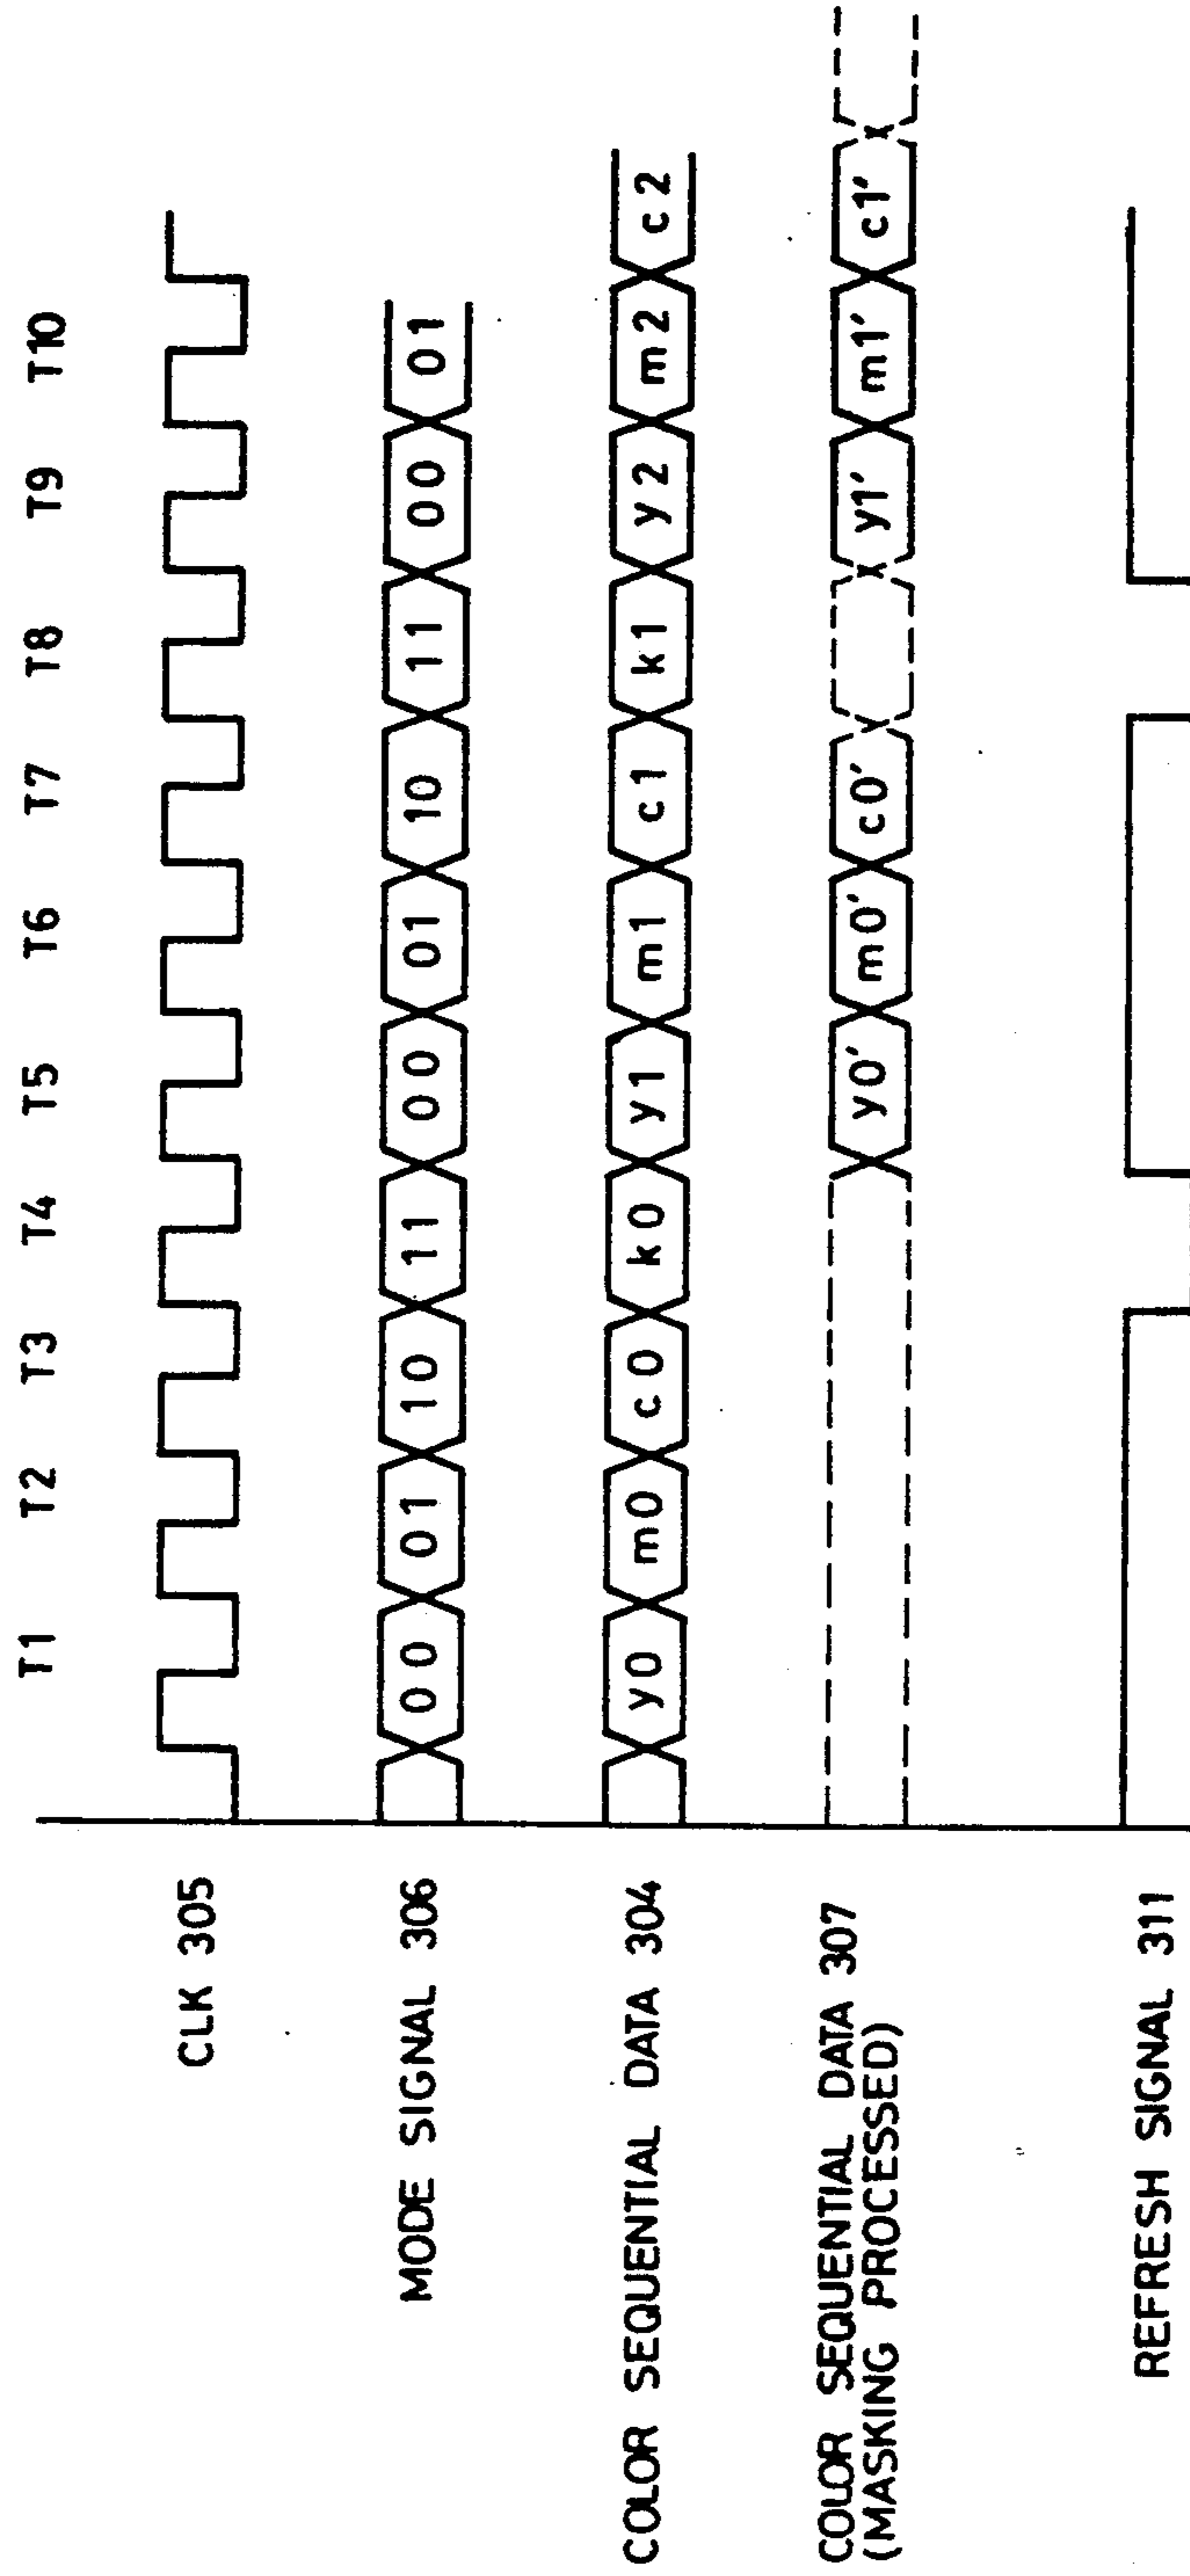 T1 T2 T3 T4 T5 T6 T7 T8 T9 T10
CLK 305
MODE SIGNAL 306 00 01 10 11 00 01 10 11 00 01
COLOR SEQUENTIAL DATA 304 y0 m0 c0 k0 y1 m1 c1 k1 y2 m2 c2
COLOR SEQUENTIAL DATA 307 y0' m0' c0' y1' m1' c1'
(MASKING PROCESSED)
REFRESH SIGNAL 311